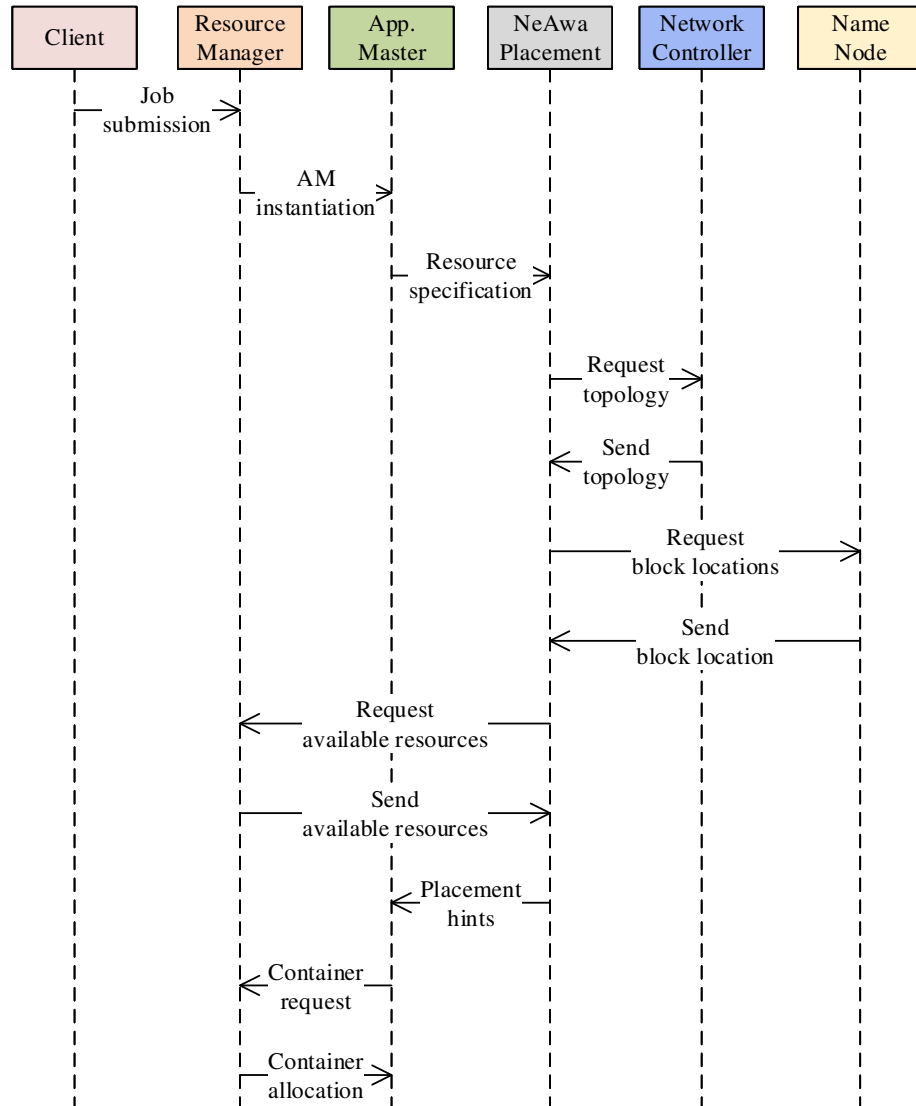 Client
Resource
Manager
App.
Master
NeAwa
Placement
Network
Controller
Name
Node
Job
submission
AM
instantiation
Resource
specification
Request
topology
Send
topology
Request
block locations
Send
block location
Request
available resources
Send
available resources
Placement
hints
Container
request
Container
allocation